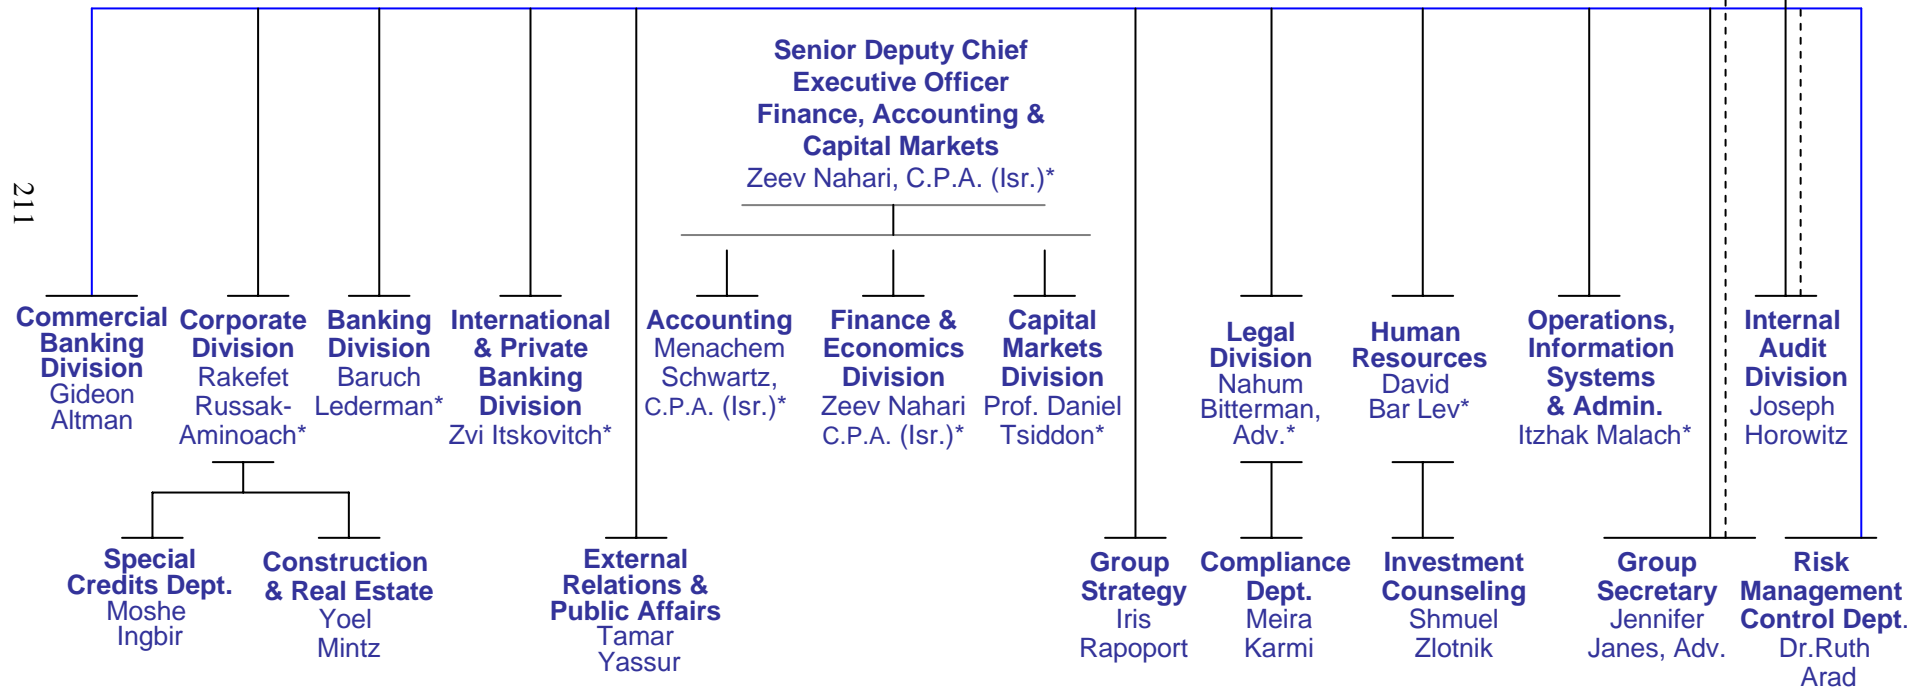 Senior Deputy Chief
Executive Officer
Finance, Accounting &
Capital Markets
Zeev Nahari, C.P.A. (Isr.)*
211
Commercial
Banking
Division
Gideon
Altman
Corporate
Division
Rakefet
Russak-
Aminoach*
Banking
Division
Baruch
Lederman*
International
& Private
Banking
Division
Zvi Itskovitch*
Accounting
Menachem
Schwartz,
C.P.A. (Isr.)*
Finance &
Economics
Division
Zeev Nahari
C.P.A. (Isr.)*
Capital
Markets
Division
Prof. Daniel
Tsiddon*
Legal
Division
Nahum
Bitterman,
Adv.*
Human
Resources
David
Bar Lev*
Operations,
Information
Systems
& Admin.
Itzhak Malach*
Internal
Audit
Division
Joseph
Horowitz
Special
Credits Dept.
Moshe
Ingbir
Construction
& Real Estate
Yoel
Mintz
External
Relations &
Public Affairs
Tamar
Yassur
Group
Strategy
Iris
Rapoport
Compliance
Dept.
Meira
Karmi
Investment
Counseling
Shmuel
Zlotnik
Group
Secretary
Jennifer
Janes, Adv.
Risk
Management
Control Dept.
Dr.Ruth
Arad